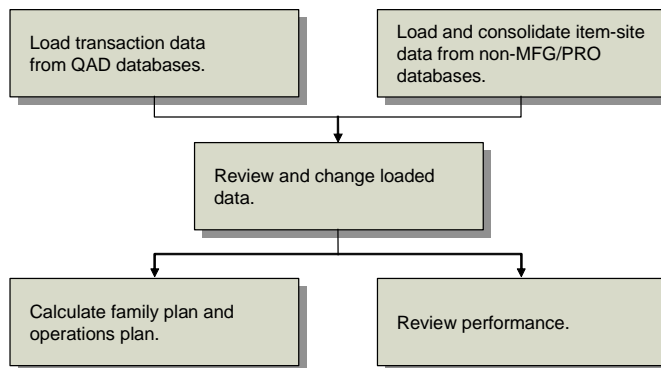 Load transaction data
from QAD databases.
Load and consolidate item-site
data from non-MFG/PRO
databases.
Review and change loaded
data.
Calculate family plan and
operations plan.
Review performance.